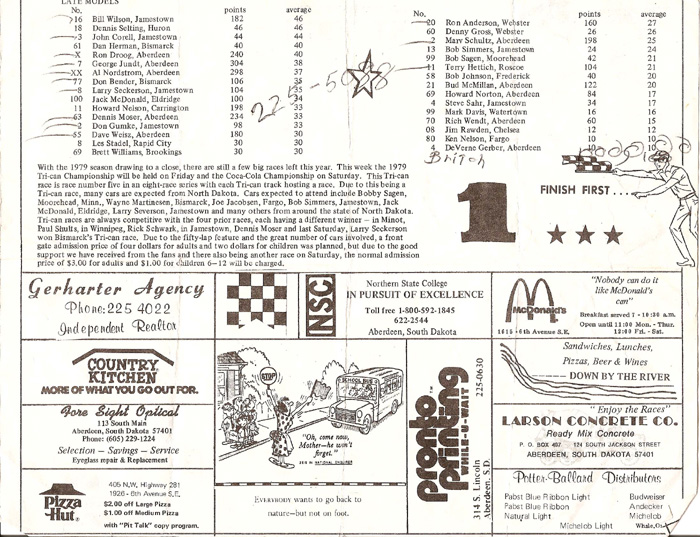 LATE MODELS
No. points average
16 Bill Wilson, Jamestown 182 46
18 Dennis Selting, Huron 46 46
3 John Corell, Jamestown 44 44
61 Dan Herman, Bismarck 40 40
X Ron Droog, Aberdeen 240 40
7 George Jundt, Aberdeen 304 38
XX Al Nordstrom, Aberdeen 298 37
77 Don Bender, Bismarck 106 35
8 Larry Seckerson, Jamestown 104 35
100 Jack McDonald, Eldridge 100 34
11 Howard Nelson, Carrington 198 33
63 Dennis Moser, Aberdeen 234 33
2 Don Gumke, Jamestown 98 33
55 Dave Weisz, Aberdeen 180 30
8 Les Stadel, Rapid City 30 30
69 Brett Williams, Brookings 30 30
225-5088
No. points average
20 Ron Anderson, Webster 160 27
60 Denny Gross, Webster 26 26
2 Marv Schultz, Aberdeen 198 25
13 Bob Simmers, Jamestown 24 24
99 Bob Sagen, Moorehead 42 21
11 Terry Hettich, Roscoe 104 21
58 Bob Johnson, Frederick 40 20
21 Bud McMillan, Aberdeen 122 20
69 Howard Norton, Aberdeen 84 17
4 Steve Sahr, Jamestown 34 17
99 Mark Davis, Watertown 16 16
70 Rich Wendt, Aberdeen 60 15
08 Jim Rawden, Chelsea 12 12
80 Ken Nelson, Fargo 10 10
4 DeVerne Gerber, Aberdeen 10 10
British
With the 1979 season drawing to a close, there are still a few big races left this year. This week the 1979
Tri-can Championship will be held on Friday and the Coca-Cola Championship on Saturday. This Tri-can
race is race number five in an eight-race series with each Tri-can track hosting a race. Due to this being a
Tri-can race, many cars are expected from North Dakota. Cars expected to attend include Bobby Sagen,
Moorehead, Minn., Wayne Martinesen, Bismarck, Joe Jacobsen, Fargo, Bob Simmers, Jamestown, Jack
McDonald, Eldridge, Larry Severson, Jamestown and many others from around the state of North Dakota.
Tri-can races are always competitive with the four prior races, each having a different winner – in Minot,
Paul Shults, in Winnipeg, Rick Schwark, in Jamestown, Dennis Moser and last Saturday, Larry Seckerson
won Bismarck's Tri-can race. Due to the fifty-lap feature and the great number of cars involved, a front
gate admission price of four dollars for adults and two dollars for children was planned, but due to the good
support we have received from the fans and there also being another race on Saturday, the normal admission
price of $3.00 for adults and $1.00 for children 6–12 will be charged.
1
FINISH FIRST...
Gerharter Agency
Phone: 225 4022
Independent Realtor
NSC
Northern State College
IN PURSUIT OF EXCELLENCE
Toll free 1-800-592-1845
622-2544
Aberdeen, South Dakota
McDonald's
1615 - 6th Avenue S.E.
"Nobody can do it
like McDonald's
can"
Breakfast served 7 - 10:30 a.m.
Open until 11:00 Mon. - Thur.
12:00 Fri. - Sat.
COUNTRY
KITCHEN
MORE OF WHAT YOU GO OUT FOR.
Fore Sight Optical
113 South Main
Aberdeen, South Dakota 57401
Phone: (605) 229-1224
Selection - Savings - Service
Eyeglass repair & Replacement
Pizza
Hut
405 N.W. Highway 281
1926 - 6th Avenue S.E.
$2.00 off Large Pizza
$1.00 off Medium Pizza
with "Pit Talk" copy program.
STOP
SCHOOL BUS
"Oh, come now,
Mother—he won't
forget."
EVERYBODY wants to go back to
nature—but not on foot.
pronto
printing
WHILE-U-WAIT
225-0630
314 S. Lincoln
Aberdeen, S.D.
Sandwiches, Lunches,
Pizzas, Beer & Wines
DOWN BY THE RIVER
"Enjoy the Races"
LARSON CONCRETE CO.
Ready Mix Concrete
P. O. BOX 497 124 SOUTH JACKSON STREET
ABERDEEN, SOUTH DAKOTA 57401
Potter-Ballard Distributors
Pabst Blue Ribbon Light Budweiser
Pabst Blue Ribbon Andecker
Natural Light Michelob
Michelob Light